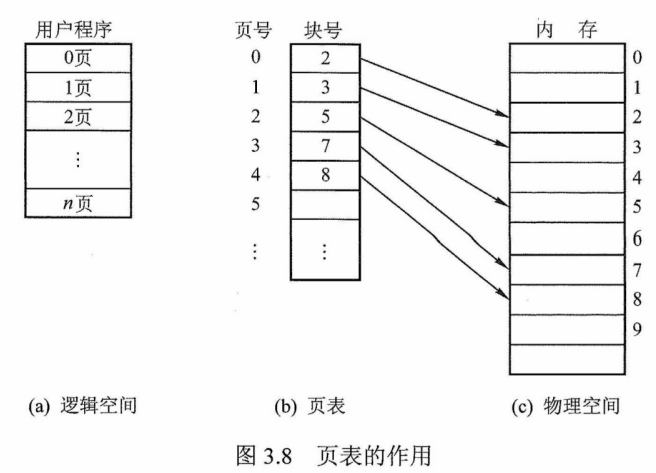 用户程序
0页
1页
2页
⋮
n页
页号 块号
0 2
1 3
2 5
3 7
4 8
5
⋮ ⋮
内 存
0
1
2
3
4
5
6
7
8
9
(a) 逻辑空间
(b) 页表
(c) 物理空间
图 3.8 页表的作用